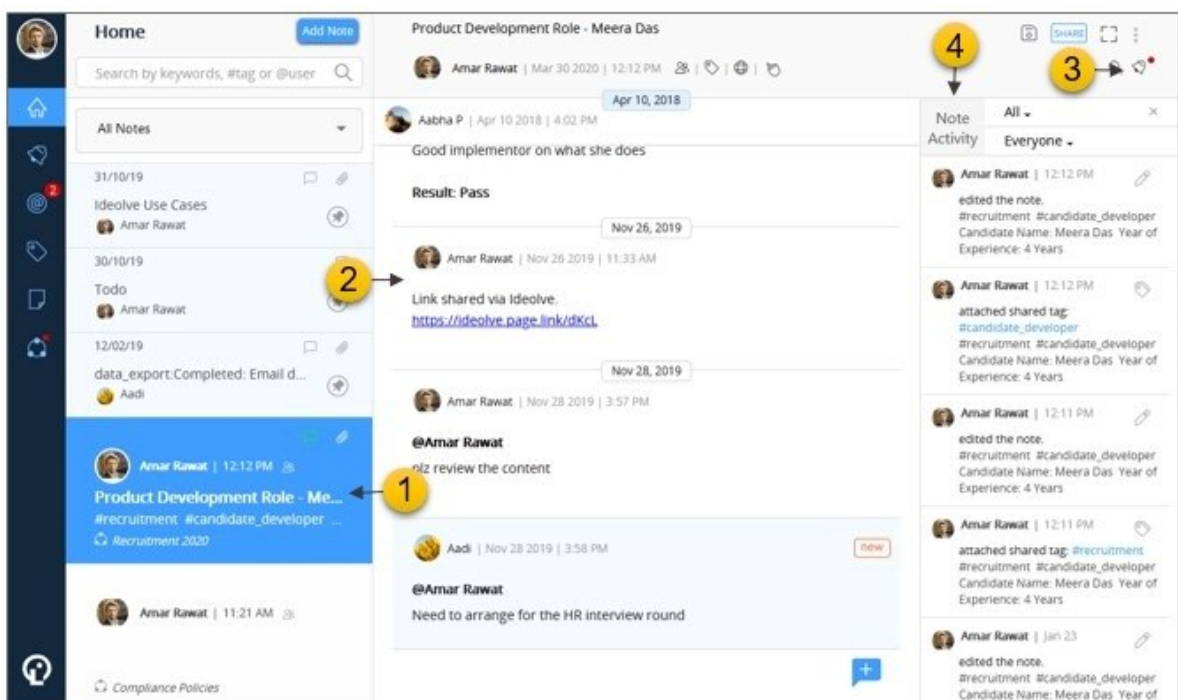 Home
Add Note
Search by keywords, #tag or @user
All Notes
31/10/19
Ideolve Use Cases
Amar Rawat
30/10/19
Todo
Amar Rawat
12/02/19
data_export:Completed: Email d...
Aadi
Amar Rawat | 12:12 PM
Product Development Role - Me...
#recruitment #candidate_developer ...
Recruitment 2020
Amar Rawat | 11:21 AM
Compliance Policies
2
1
2
Product Development Role - Meera Das
Amar Rawat | Mar 30 2020 | 12:12 PM
Apr 10, 2018
Aabha P | Apr 10 2018 | 4:02 PM
Good implementor on what she does
Result: Pass
Nov 26, 2019
Amar Rawat | Nov 26 2019 | 11:33 AM
Link shared via Ideolve.
https://ideolve.page.link/dKcL
Nov 28, 2019
Amar Rawat | Nov 28 2019 | 3:57 PM
@Amar Rawat
plz review the content
Aadi | Nov 28 2019 | 3:58 PM
new
@Amar Rawat
Need to arrange for the HR interview round
SHARE
4
3
Note
Activity
All
Everyone
Amar Rawat | 12:12 PM
edited the note.
#recruitment #candidate_developer
Candidate Name: Meera Das Year of
Experience: 4 Years
Amar Rawat | 12:12 PM
attached shared tag:
#candidate_developer
#recruitment #candidate_developer
Candidate Name: Meera Das Year of
Experience: 4 Years
Amar Rawat | 12:11 PM
edited the note.
#recruitment #candidate_developer
Candidate Name: Meera Das Year of
Experience: 4 Years
Amar Rawat | 12:11 PM
attached shared tag: #recruitment
#recruitment #candidate_developer
Candidate Name: Meera Das Year of
Experience: 4 Years
Amar Rawat | Jan 23
edited the note.
#recruitment #candidate_developer
Candidate Name: Meera Das Year of